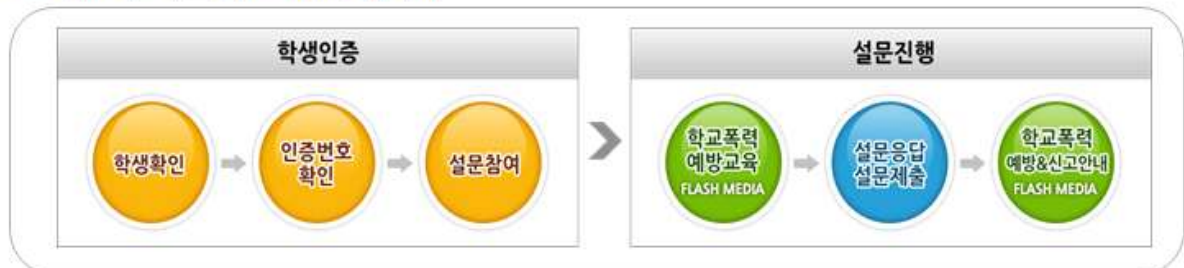 학생인증
학생확인
인증번호
확인
설문참여
설문진행
학교폭력
예방교육
FLASH MEDIA
설문응답
설문제출
학교폭력
예방&신고안내
FLASH MEDIA